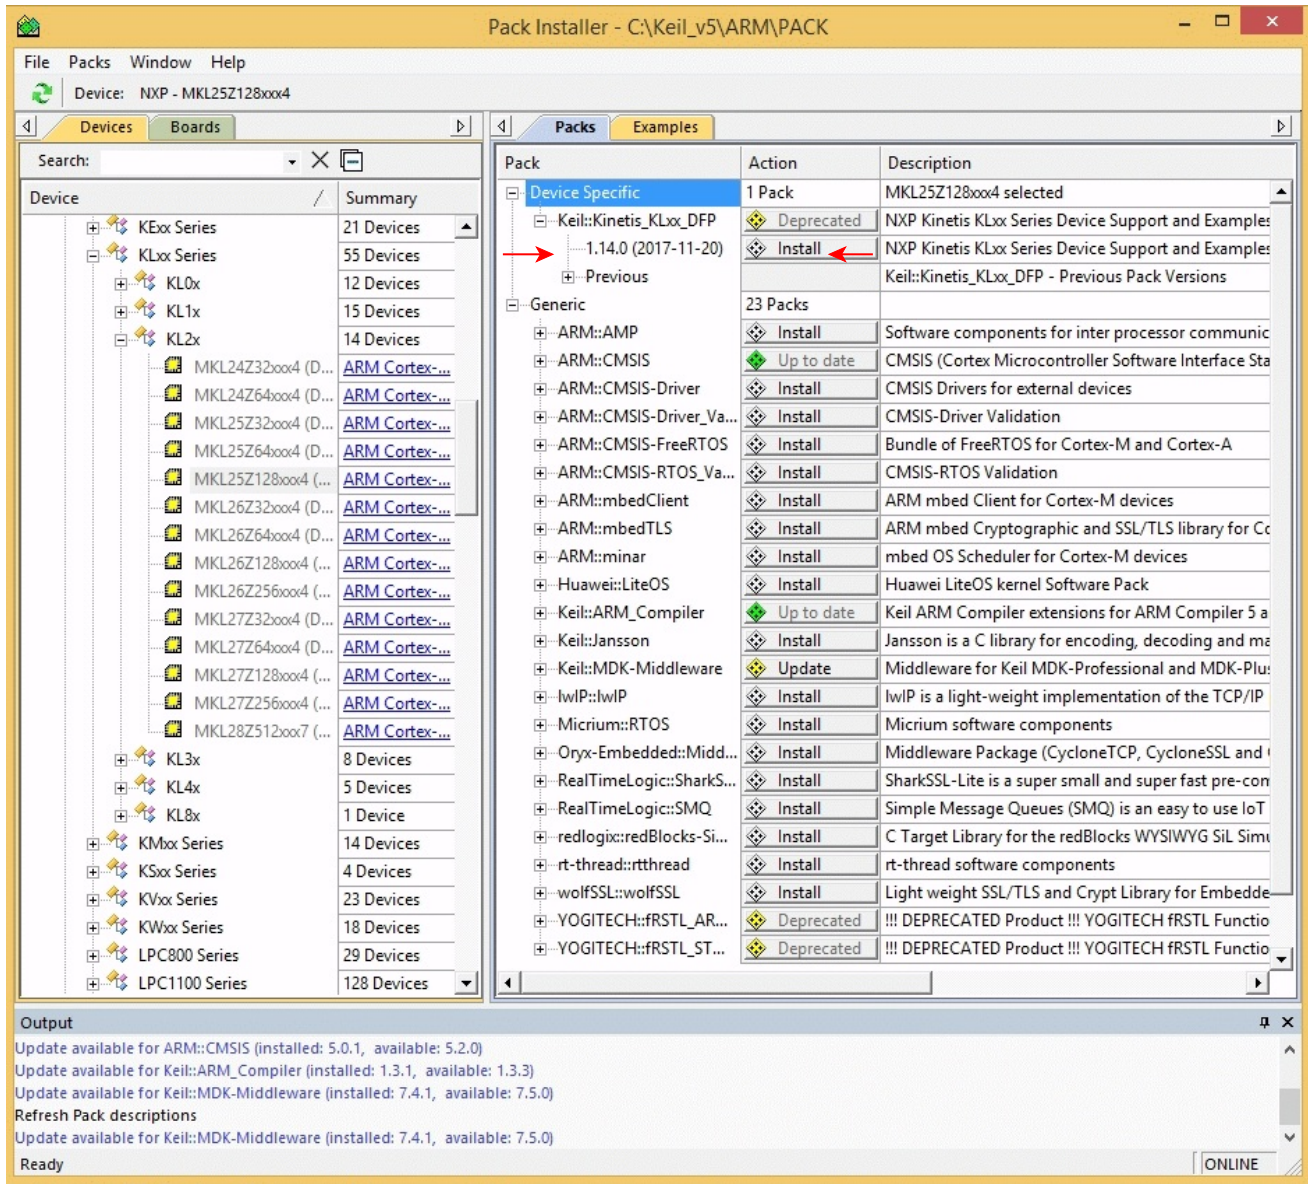 Pack Installer - C:\Keil_v5\ARM\PACK
File Packs Window Help
Device: NXP - MKL25Z128xxx4
Devices Boards
Search:
Device Summary
KExx Series 21 Devices
KLxx Series 55 Devices
KL0x 12 Devices
KL1x 15 Devices
KL2x 14 Devices
MKL24Z32xxx4 (D... ARM Cortex-...
MKL24Z64xxx4 (D... ARM Cortex-...
MKL25Z32xxx4 (D... ARM Cortex-...
MKL25Z64xxx4 (D... ARM Cortex-...
MKL25Z128xxx4 (... ARM Cortex-...
MKL26Z32xxx4 (D... ARM Cortex-...
MKL26Z64xxx4 (D... ARM Cortex-...
MKL26Z128xxx4 (... ARM Cortex-...
MKL26Z256xxx4 (... ARM Cortex-...
MKL27Z32xxx4 (D... ARM Cortex-...
MKL27Z64xxx4 (D... ARM Cortex-...
MKL27Z128xxx4 (... ARM Cortex-...
MKL27Z256xxx4 (... ARM Cortex-...
MKL28Z512xxx7 (... ARM Cortex-...
KL3x 8 Devices
KL4x 5 Devices
KL8x 1 Device
KMxx Series 14 Devices
KSxx Series 4 Devices
KVxx Series 23 Devices
KWxx Series 18 Devices
LPC800 Series 29 Devices
LPC1100 Series 128 Devices
Packs Examples
Pack Action Description
Device Specific 1 Pack MKL25Z128xxx4 selected
Keil::Kinetis_KLxx_DFP Deprecated NXP Kinetis KLxx Series Device Support and Examples
1.14.0 (2017-11-20) Install NXP Kinetis KLxx Series Device Support and Examples
Previous Keil::Kinetis_KLxx_DFP - Previous Pack Versions
Generic 23 Packs
ARM::AMP Install Software components for inter processor communic
ARM::CMSIS Up to date CMSIS (Cortex Microcontroller Software Interface Sta
ARM::CMSIS-Driver Install CMSIS Drivers for external devices
ARM::CMSIS-Driver_Va... Install CMSIS-Driver Validation
ARM::CMSIS-FreeRTOS Install Bundle of FreeRTOS for Cortex-M and Cortex-A
ARM::CMSIS-RTOS_Va... Install CMSIS-RTOS Validation
ARM::mbedClient Install ARM mbed Client for Cortex-M devices
ARM::mbedTLS Install ARM mbed Cryptographic and SSL/TLS library for Co
ARM::minar Install mbed OS Scheduler for Cortex-M devices
Huawei::LiteOS Install Huawei LiteOS kernel Software Pack
Keil::ARM_Compiler Up to date Keil ARM Compiler extensions for ARM Compiler 5 a
Keil::Jansson Install Jansson is a C library for encoding, decoding and ma
Keil::MDK-Middleware Update Middleware for Keil MDK-Professional and MDK-Plus
lwIP::lwIP Install lwIP is a light-weight implementation of the TCP/IP
Micrium::RTOS Install Micrium software components
Oryx-Embedded::Midd... Install Middleware Package (CycloneTCP, CycloneSSL and
RealTimeLogic::SharkS... Install SharkSSL-Lite is a super small and super fast pre-com
RealTimeLogic::SMQ Install Simple Message Queues (SMQ) is an easy to use IoT
redlogix::redBlocks-Si... Install C Target Library for the redBlocks WYSIWYG SiL Simu
rt-thread::rtthread Install rt-thread software components
wolfSSL::wolfSSL Install Light weight SSL/TLS and Crypt Library for Embedde
YOGITECH::fRSTL_AR... Deprecated !!! DEPRECATED Product !!! YOGITECH fRSTL Functio
YOGITECH::fRSTL_ST... Deprecated !!! DEPRECATED Product !!! YOGITECH fRSTL Functio
Output
Update available for ARM::CMSIS (installed: 5.0.1, available: 5.2.0)
Update available for Keil::ARM_Compiler (installed: 1.3.1, available: 1.3.3)
Update available for Keil::MDK-Middleware (installed: 7.4.1, available: 7.5.0)
Refresh Pack descriptions
Update available for Keil::MDK-Middleware (installed: 7.4.1, available: 7.5.0)
Ready ONLINE